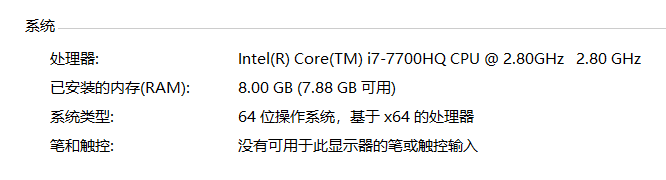 系统
处理器: Intel(R) Core(TM) i7-7700HQ CPU @ 2.80GHz 2.80 GHz
已安装的内存(RAM): 8.00 GB (7.88 GB 可用)
系统类型: 64 位操作系统，基于 x64 的处理器
笔和触控: 没有可用于此显示器的笔或触控输入